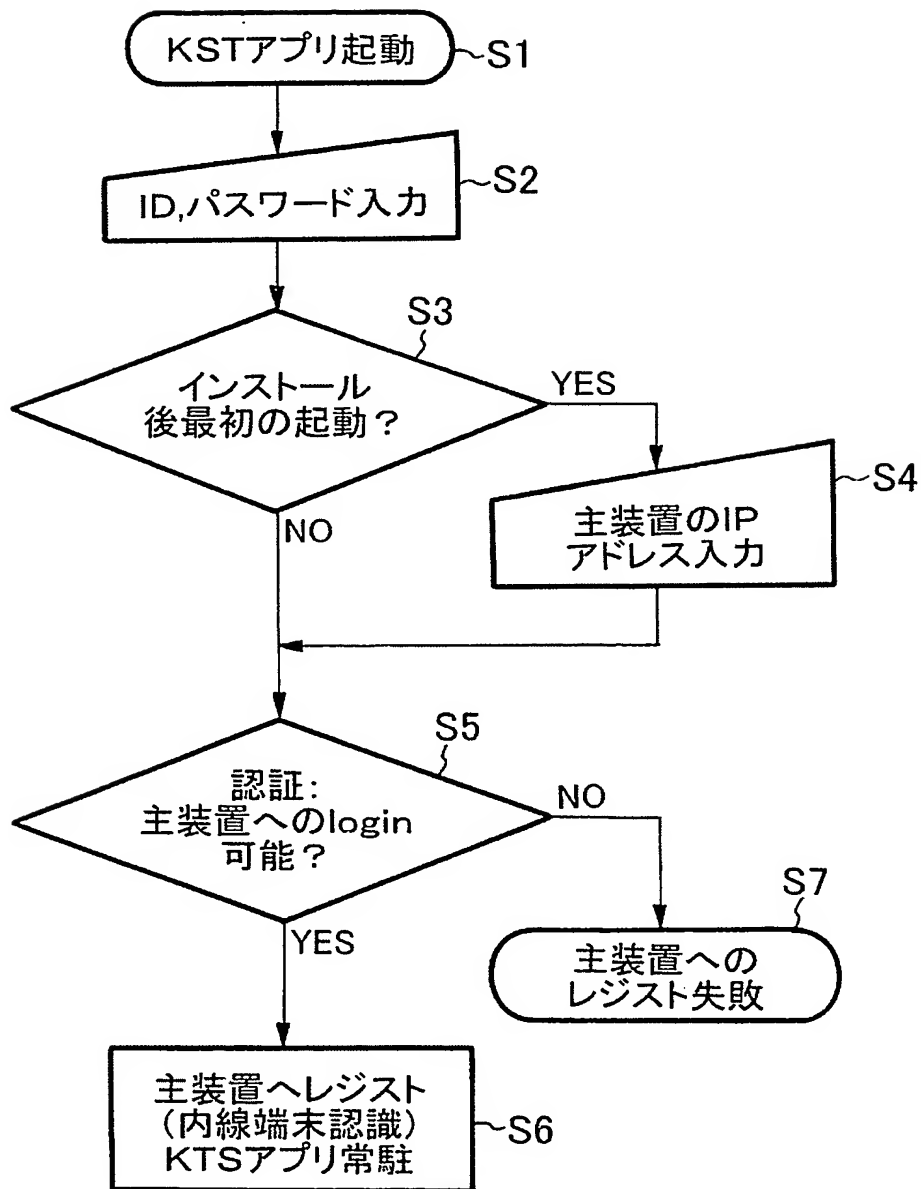 KSTアプリ起動
S1
ID,パスワード入力
S2
S3
インストール
後最初の起動？
YES
S4
主装置のIP
アドレス入力
NO
S5
認証:
主装置へのlogin
可能？
NO
YES
S7
主装置への
レジスト失敗
主装置へレジスト
(内線端末認識)
KTSアプリ常駐
S6